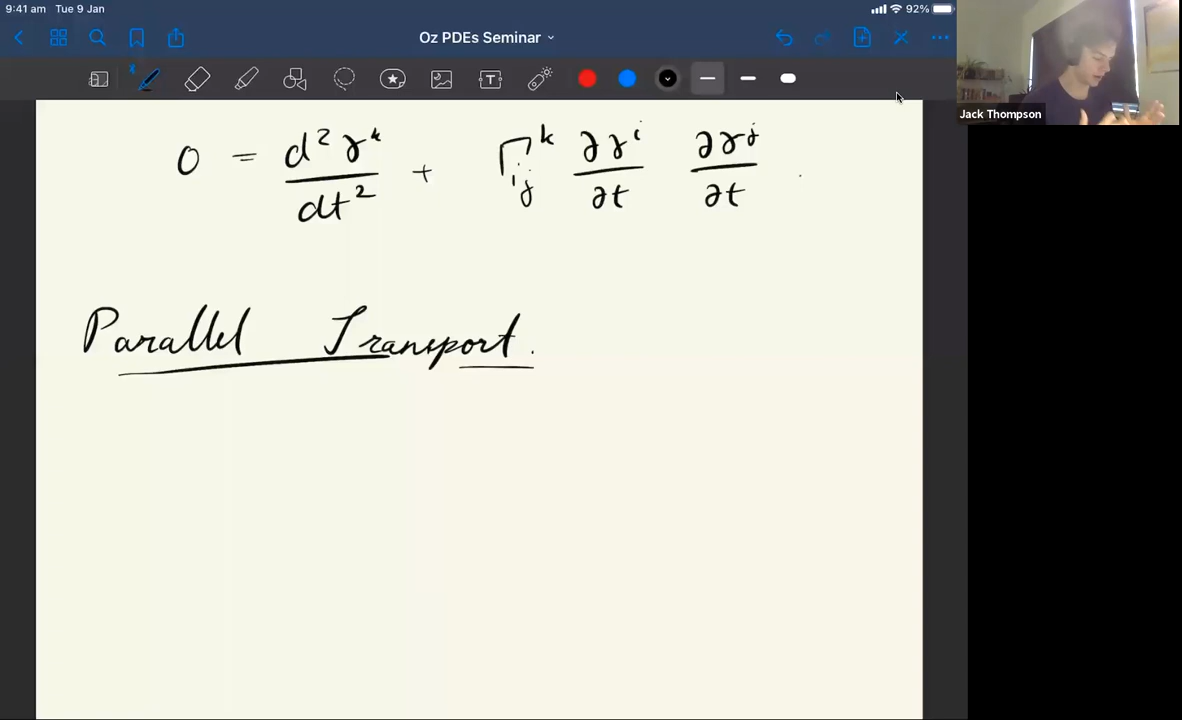 9:41 am Tue 9 Jan 92%
Oz PDEs Seminar
T
Jack Thompson
0 = d²γᵏ/dt² + Γᵢⱼᵏ ∂γⁱ/∂t ∂γʲ/∂t .
Parallel Transport.